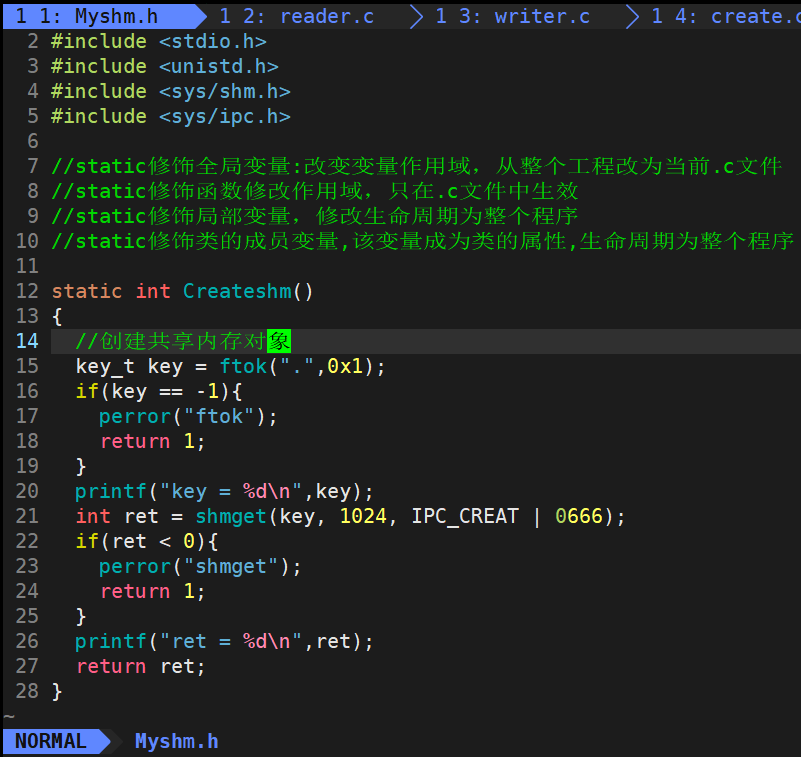 1 1: Myshm.h 1 2: reader.c 1 3: writer.c 1 4: create.c
2 #include <stdio.h>
3 #include <unistd.h>
4 #include <sys/shm.h>
5 #include <sys/ipc.h>
6
7 //static修饰全局变量:改变变量作用域，从整个工程改为当前.c文件
8 //static修饰函数修改作用域，只在.c文件中生效
9 //static修饰局部变量，修改生命周期为整个程序
10 //static修饰类的成员变量,该变量成为类的属性,生命周期为整个程序
11
12 static int Createshm()
13 {
14   //创建共享内存对象
15   key_t key = ftok(".",0x1);
16   if(key == -1){
17     perror("ftok");
18     return 1;
19   }
20   printf("key = %d\n",key);
21   int ret = shmget(key, 1024, IPC_CREAT | 0666);
22   if(ret < 0){
23     perror("shmget");
24     return 1;
25   }
26   printf("ret = %d\n",ret);
27   return ret;
28 }
~
NORMAL Myshm.h